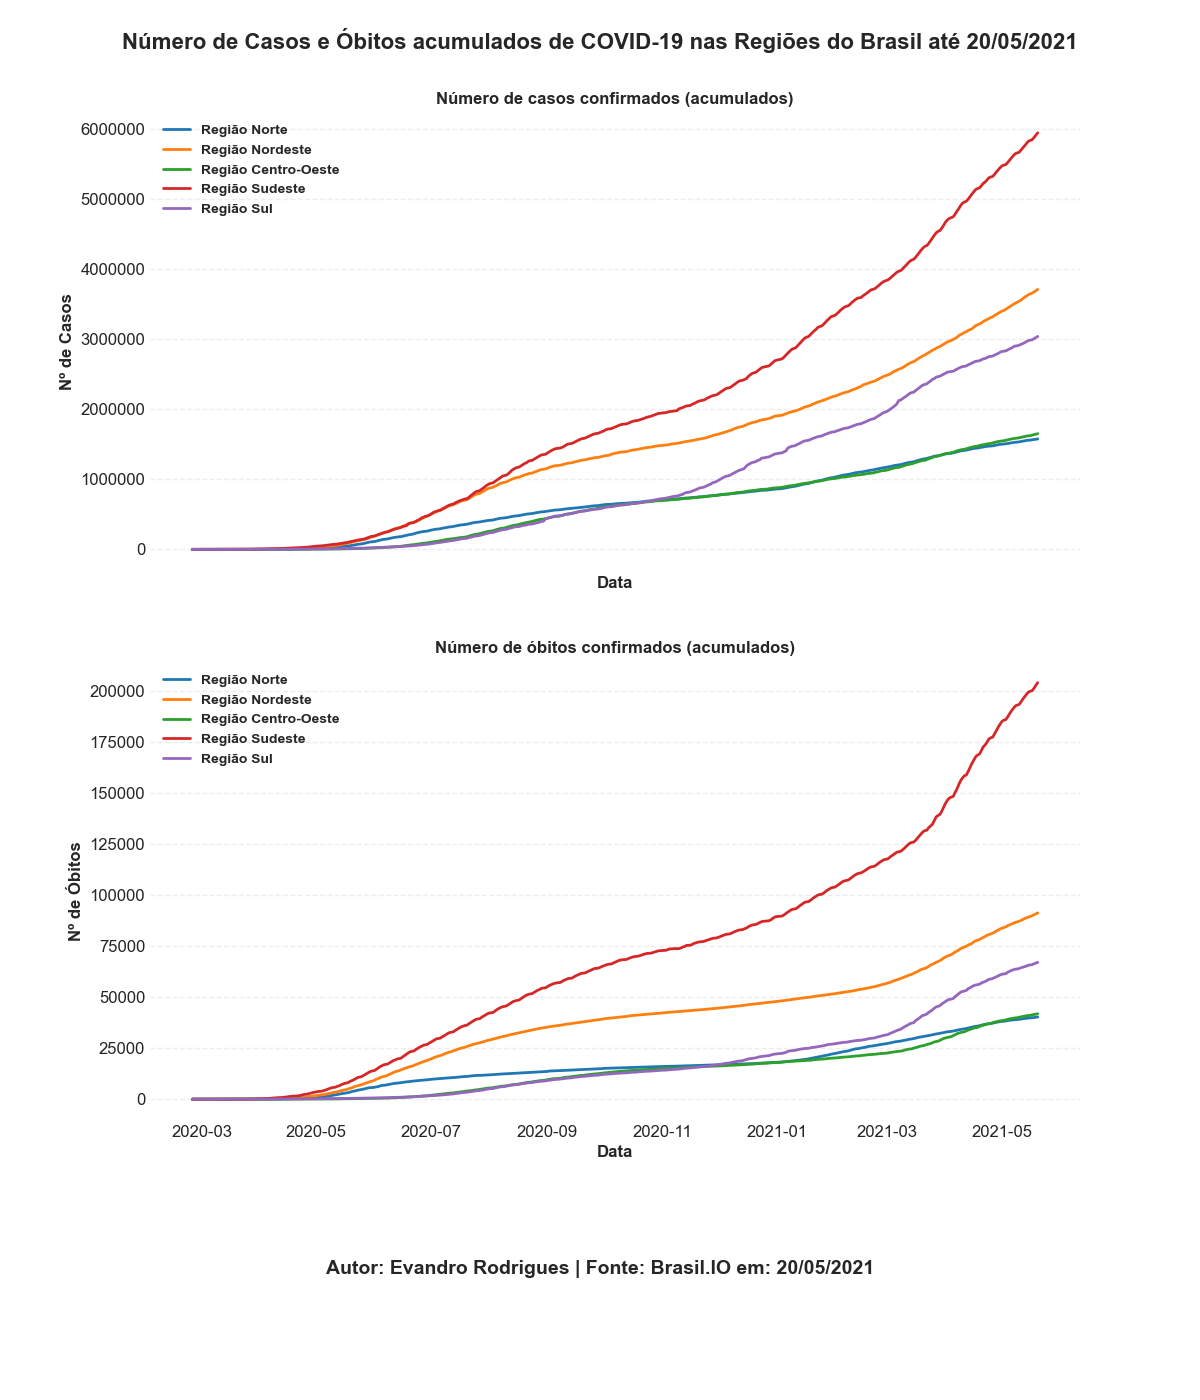 Número de Casos e Óbitos acumulados de COVID-19 nas Regiões do Brasil até 20/05/2021
Número de casos confirmados (acumulados)
Região Norte
Região Nordeste
Região Centro-Oeste
Região Sudeste
Região Sul
6000000
5000000
4000000
3000000
2000000
1000000
0
Nº de Casos
Data
Número de óbitos confirmados (acumulados)
Região Norte
Região Nordeste
Região Centro-Oeste
Região Sudeste
Região Sul
200000
175000
150000
125000
100000
75000
50000
25000
0
Nº de Óbitos
2020-03 2020-05 2020-07 2020-09 2020-11 2021-01 2021-03 2021-05
Data
Autor: Evandro Rodrigues | Fonte: Brasil.IO em: 20/05/2021